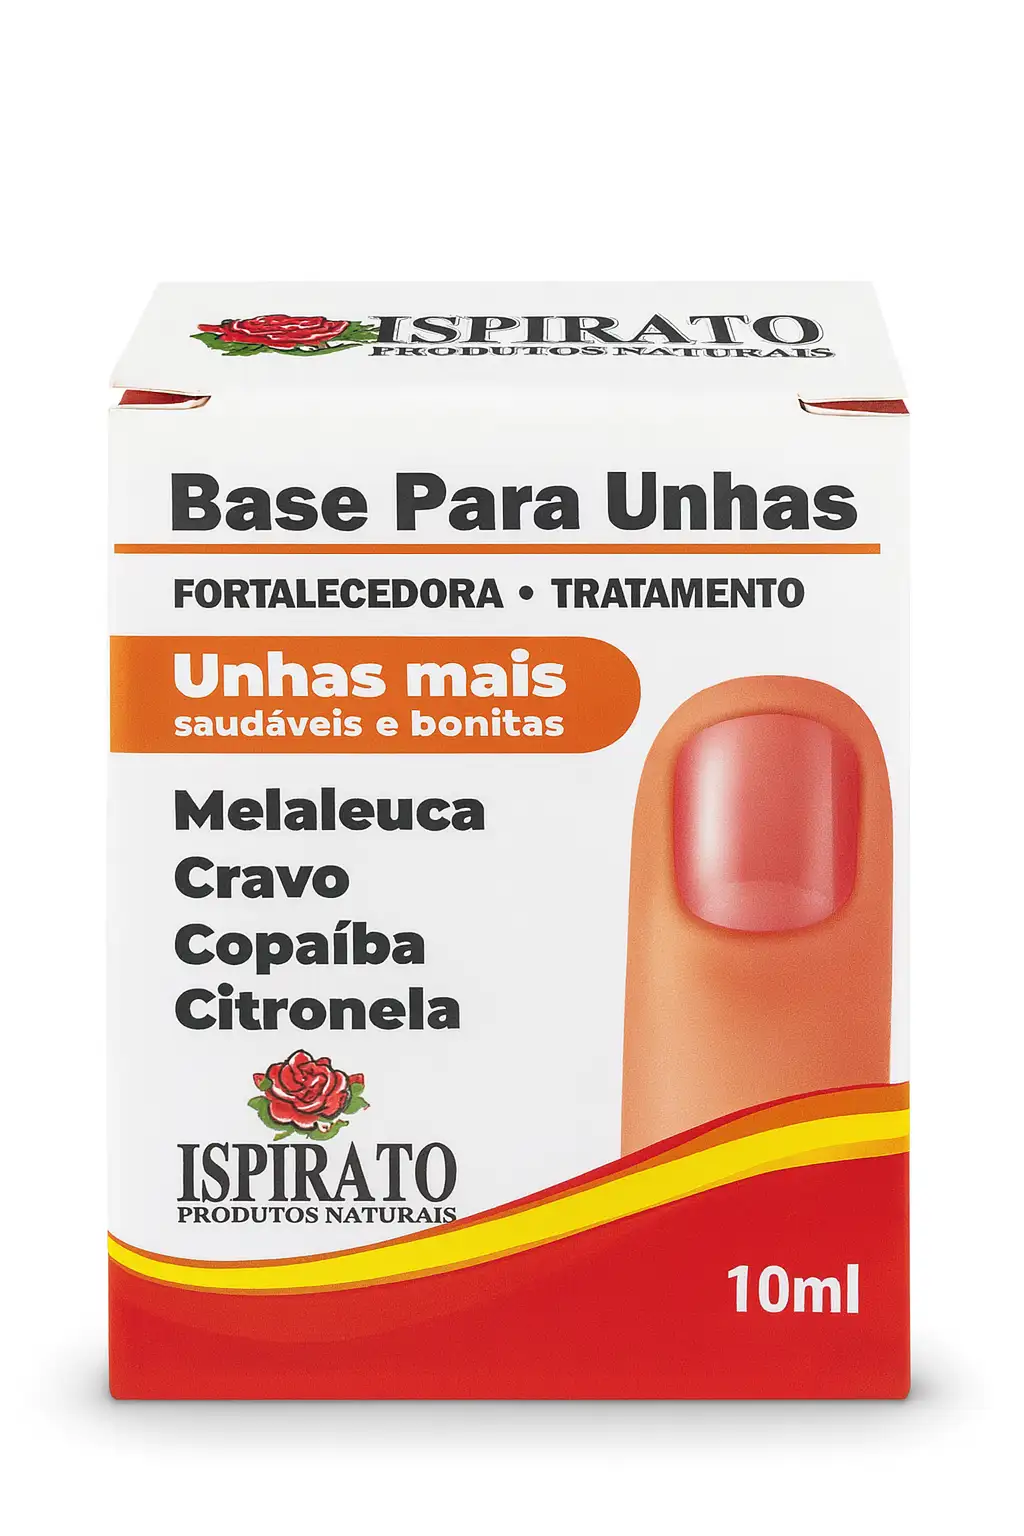 ISPIRATO
PRODUTOS NATURAIS
Base Para Unhas
FORTALECEDORA • TRATAMENTO
Unhas mais
saudáveis e bonitas
Melaleuca
Cravo
Copaíba
Citronela
ISPIRATO
PRODUTOS NATURAIS
10ml